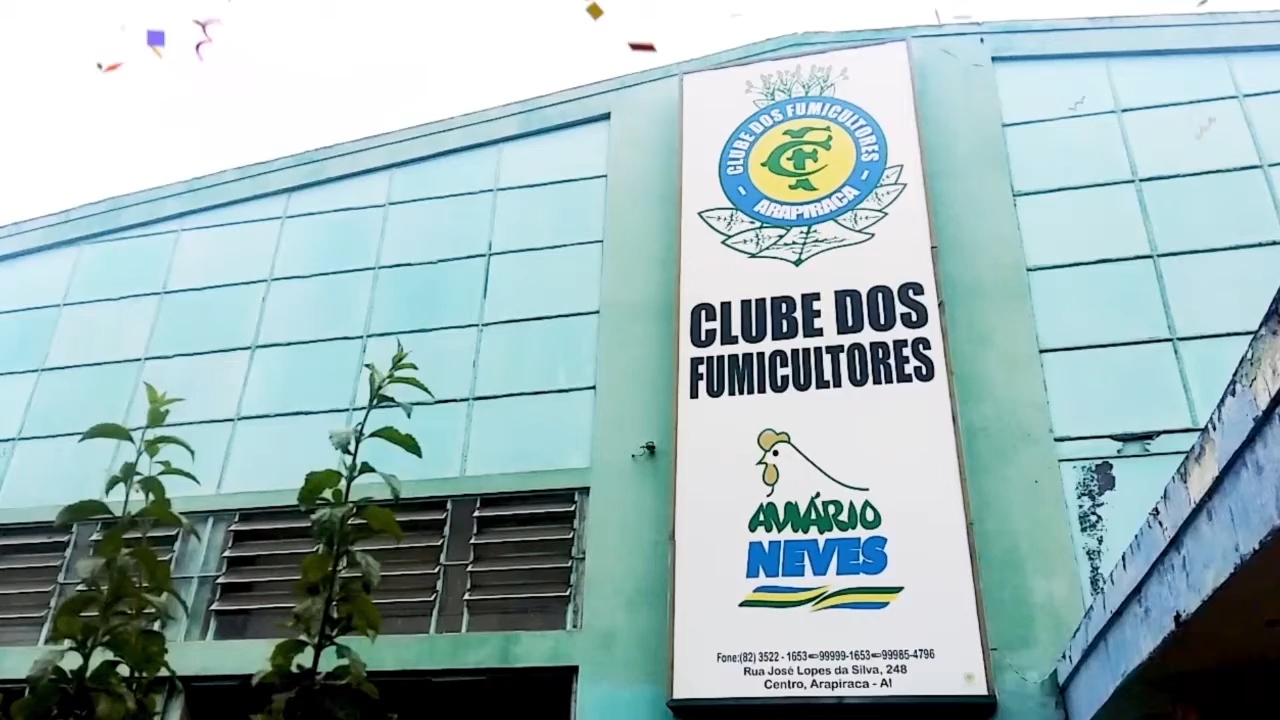 CLUBE DOS FUMICULTORES
- ARAPIRACA -
CLUBE DOS
FUMICULTORES
AVIÁRIO
NEVES
Fone:(82) 3522 - 1653 99999-1653 99985-4796
Rua José Lopes da Silva, 248
Centro, Arapiraca - Al